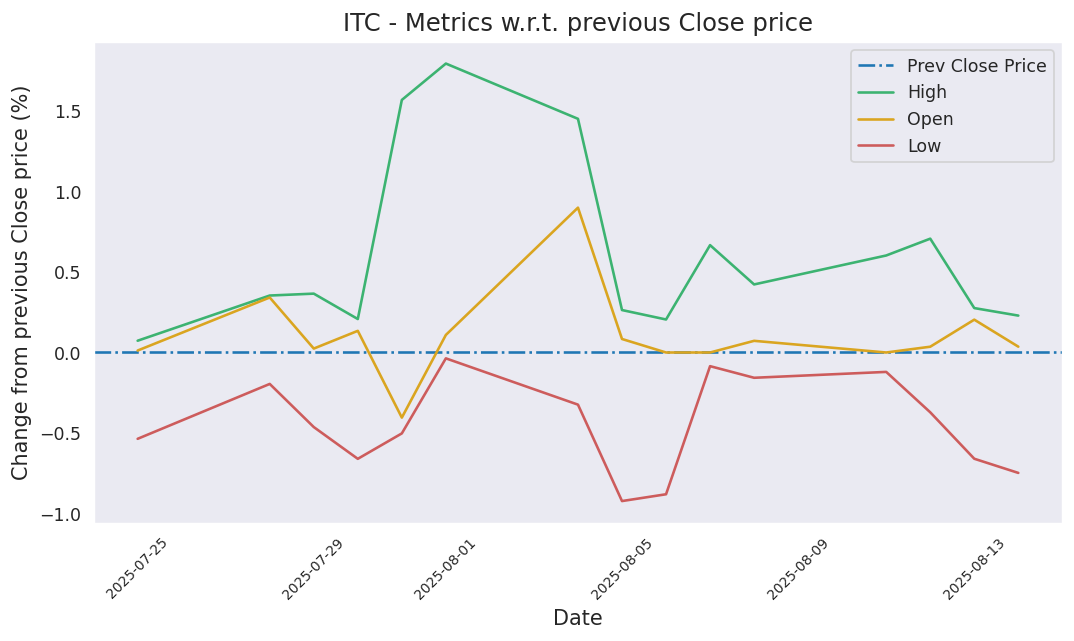 ITC - Metrics w.r.t. previous Close price
Prev Close Price
High
Open
Low
Change from previous Close price (%)
1.5
1.0
0.5
0.0
−0.5
−1.0
2025-07-25
2025-07-29
2025-08-01
2025-08-05
2025-08-09
2025-08-13
Date